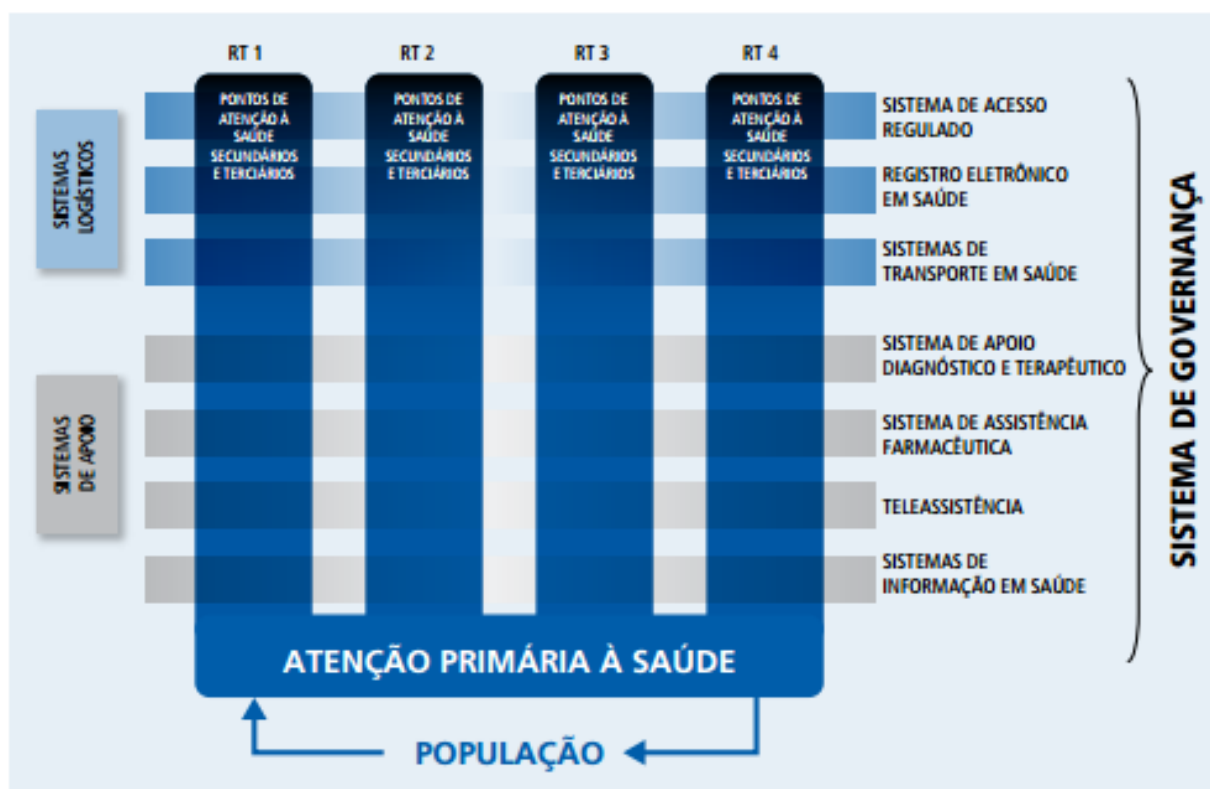 RT 1
RT 2
RT 3
RT 4
PONTOS DE
ATENÇÃO À
SAÚDE
SECUNDÁRIOS
E TERCIÁRIOS
PONTOS DE
ATENÇÃO À
SAÚDE
SECUNDÁRIOS
E TERCIÁRIOS
PONTOS DE
ATENÇÃO À
SAÚDE
SECUNDÁRIOS
E TERCIÁRIOS
PONTOS DE
ATENÇÃO À
SAÚDE
SECUNDÁRIOS
E TERCIÁRIOS
SISTEMAS
LOGÍSTICOS
SISTEMA DE ACESSO
REGULADO
REGISTRO ELETRÔNICO
EM SAÚDE
SISTEMAS DE
TRANSPORTE EM SAÚDE
SISTEMAS
DE APOIO
SISTEMA DE APOIO
DIAGNÓSTICO E TERAPÊUTICO
SISTEMA DE ASSISTÊNCIA
FARMACÊUTICA
TELEASSISTÊNCIA
SISTEMAS DE
INFORMAÇÃO EM SAÚDE
SISTEMA DE GOVERNANÇA
ATENÇÃO PRIMÁRIA À SAÚDE
POPULAÇÃO